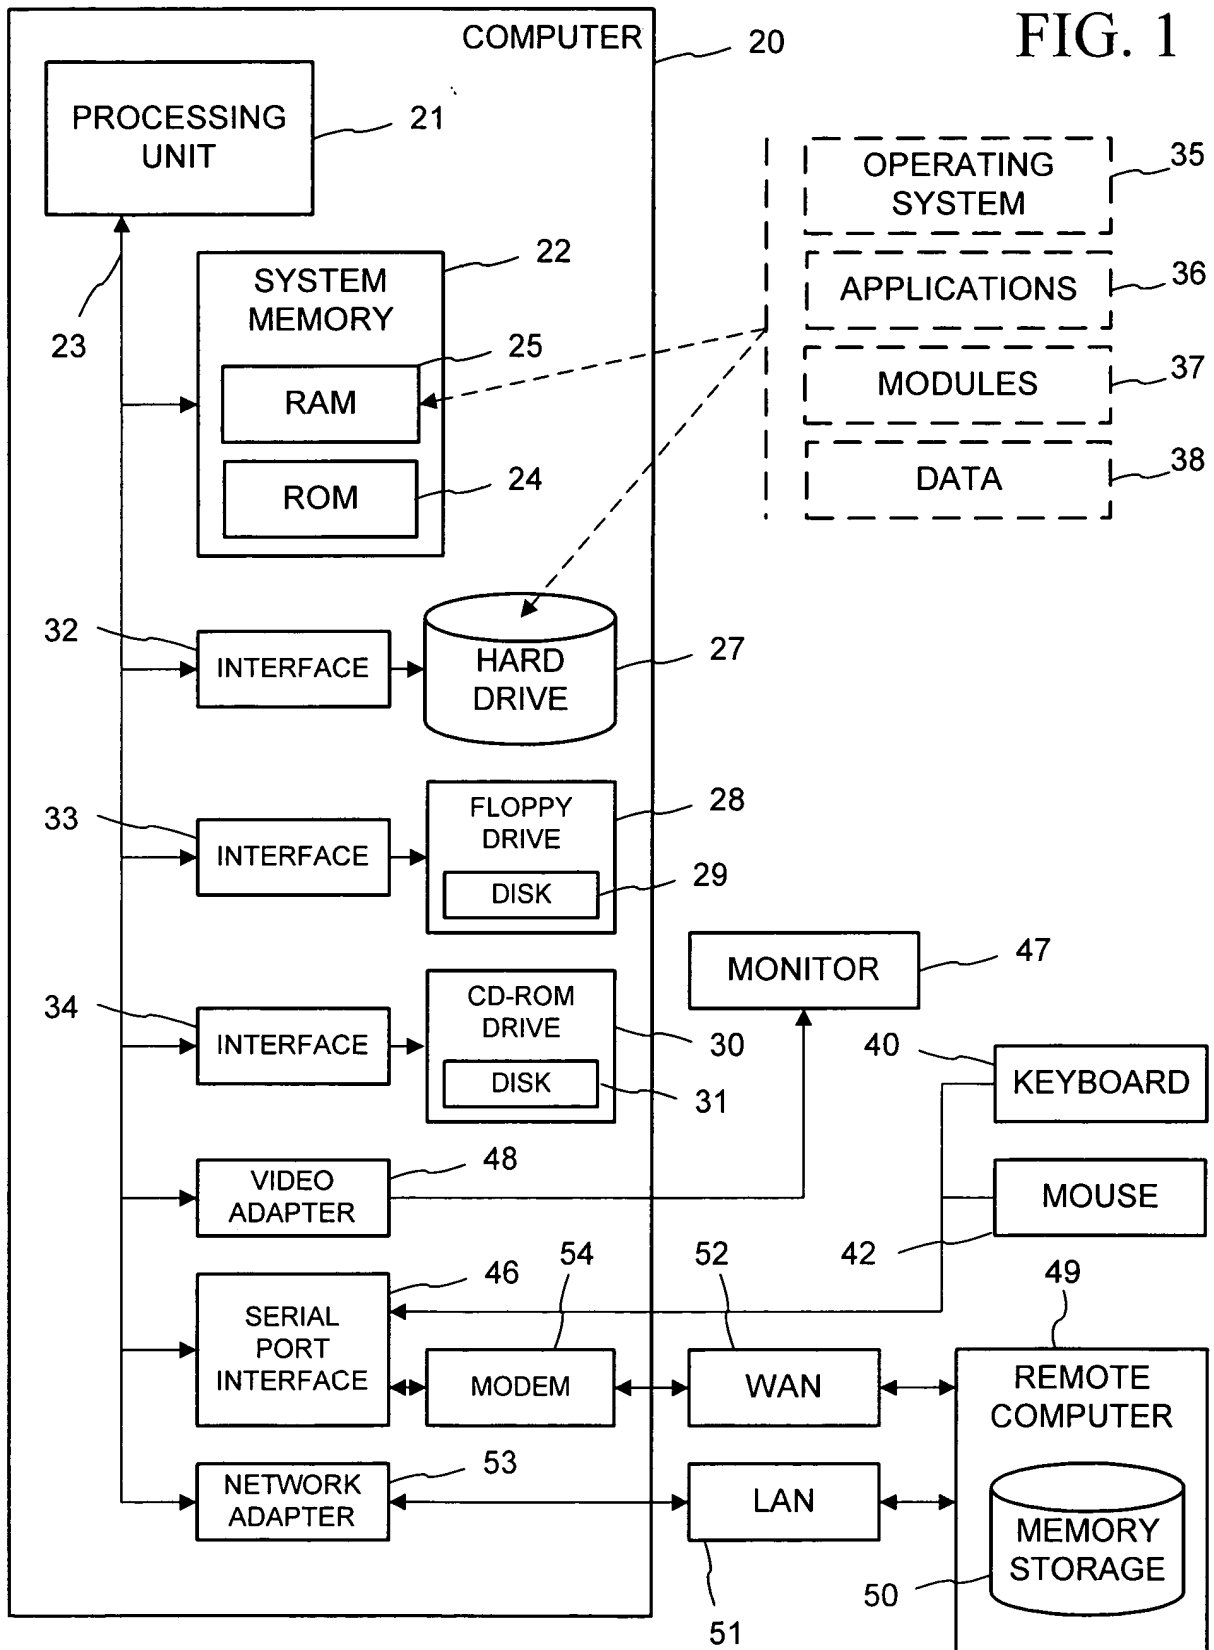 COMPUTER
20
FIG. 1
PROCESSING
UNIT
21
OPERATING
SYSTEM
35
23
SYSTEM
MEMORY
22
APPLICATIONS
36
25
RAM
MODULES
37
ROM
24
DATA
38
32
INTERFACE
HARD
DRIVE
27
33
INTERFACE
FLOPPY
DRIVE
28
DISK
29
MONITOR
47
34
INTERFACE
CD-ROM
DRIVE
30
DISK
31
40
KEYBOARD
VIDEO
ADAPTER
48
MOUSE
42
46
SERIAL
PORT
INTERFACE
54
MODEM
52
WAN
49
REMOTE
COMPUTER
NETWORK
ADAPTER
53
LAN
51
MEMORY
STORAGE
50